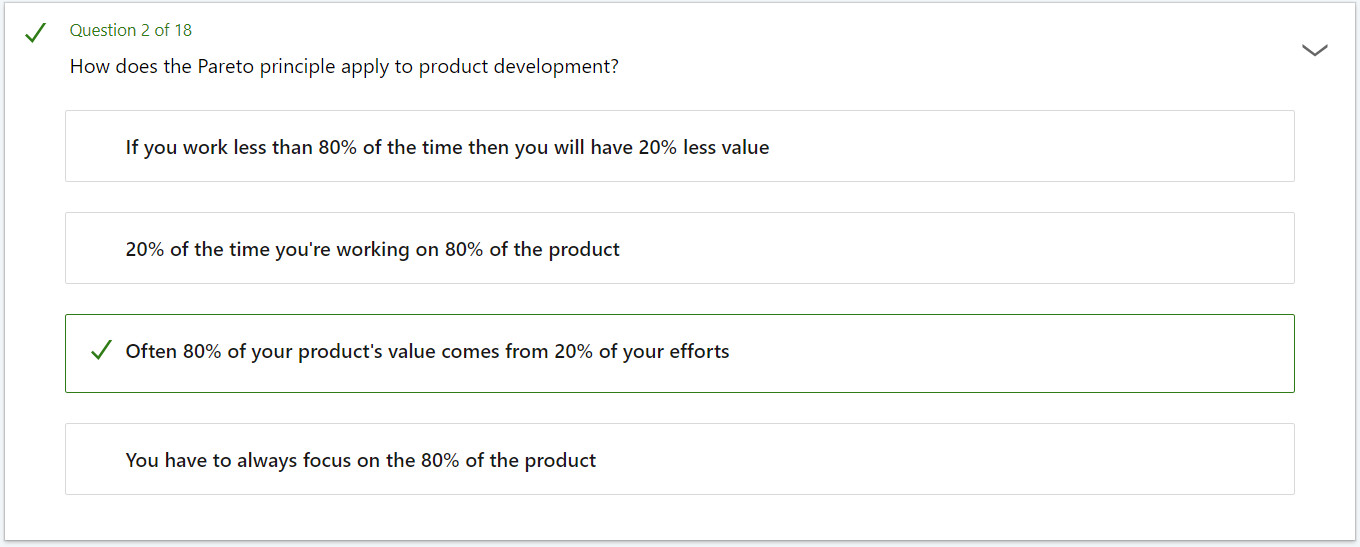 Question 2 of 18
How does the Pareto principle apply to product development?
If you work less than 80% of the time then you will have 20% less value
20% of the time you're working on 80% of the product
Often 80% of your product's value comes from 20% of your efforts
You have to always focus on the 80% of the product